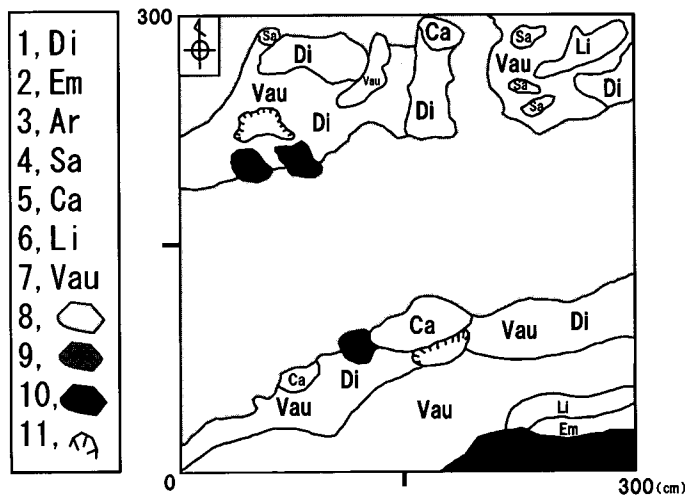 1, Di
2, Em
3, Ar
4, Sa
5, Ca
6, Li
7, Vau
8,
9,
10,
11,
300
Sa
Di
Vau
Vau
Di
Ca
Di
Sa
Li
Vau
Sa
Di
Sa
Ca
Vau
Di
Ca
Di
Vau
Vau
Li
Em
0
300 (cm)